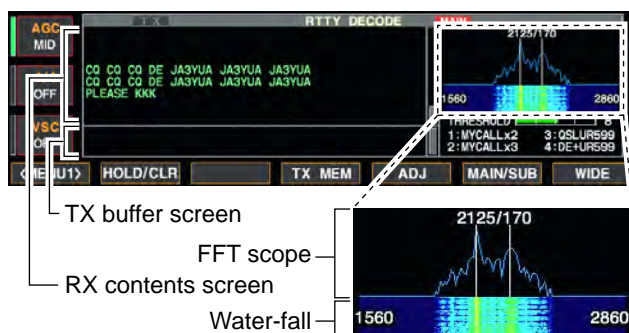 AGC
MID
TX
RTTY DECODE
MAIN
2125/170
CQ CQ CQ DE JA3YUA JA3YUA JA3YUA
CQ CQ CQ DE JA3YUA JA3YUA JA3YUA
PLEASE KKK
OFF
1560
2860
THRESHOLD 8
VSC
1:MYCALLx2 3:QSLUR599
2:MYCALLx3 4:DE+UR599
<MENU1> HOLD/CLR TX MEM ADJ MAIN/SUB WIDE
TX buffer screen
2125/170
FFT scope
RX contents screen
Water-fall
1560
2860